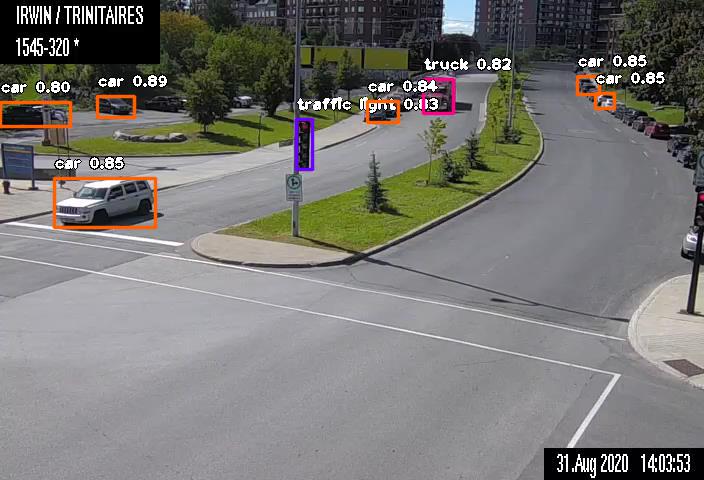 IRWIN / TRINITAIRES
1545-320 *
truck 0.82
car 0.85
car 0.85
car 0.80
car 0.89
car 0.84
traffic light 0.83
car 0.85
31.Aug 2020 14:03:53